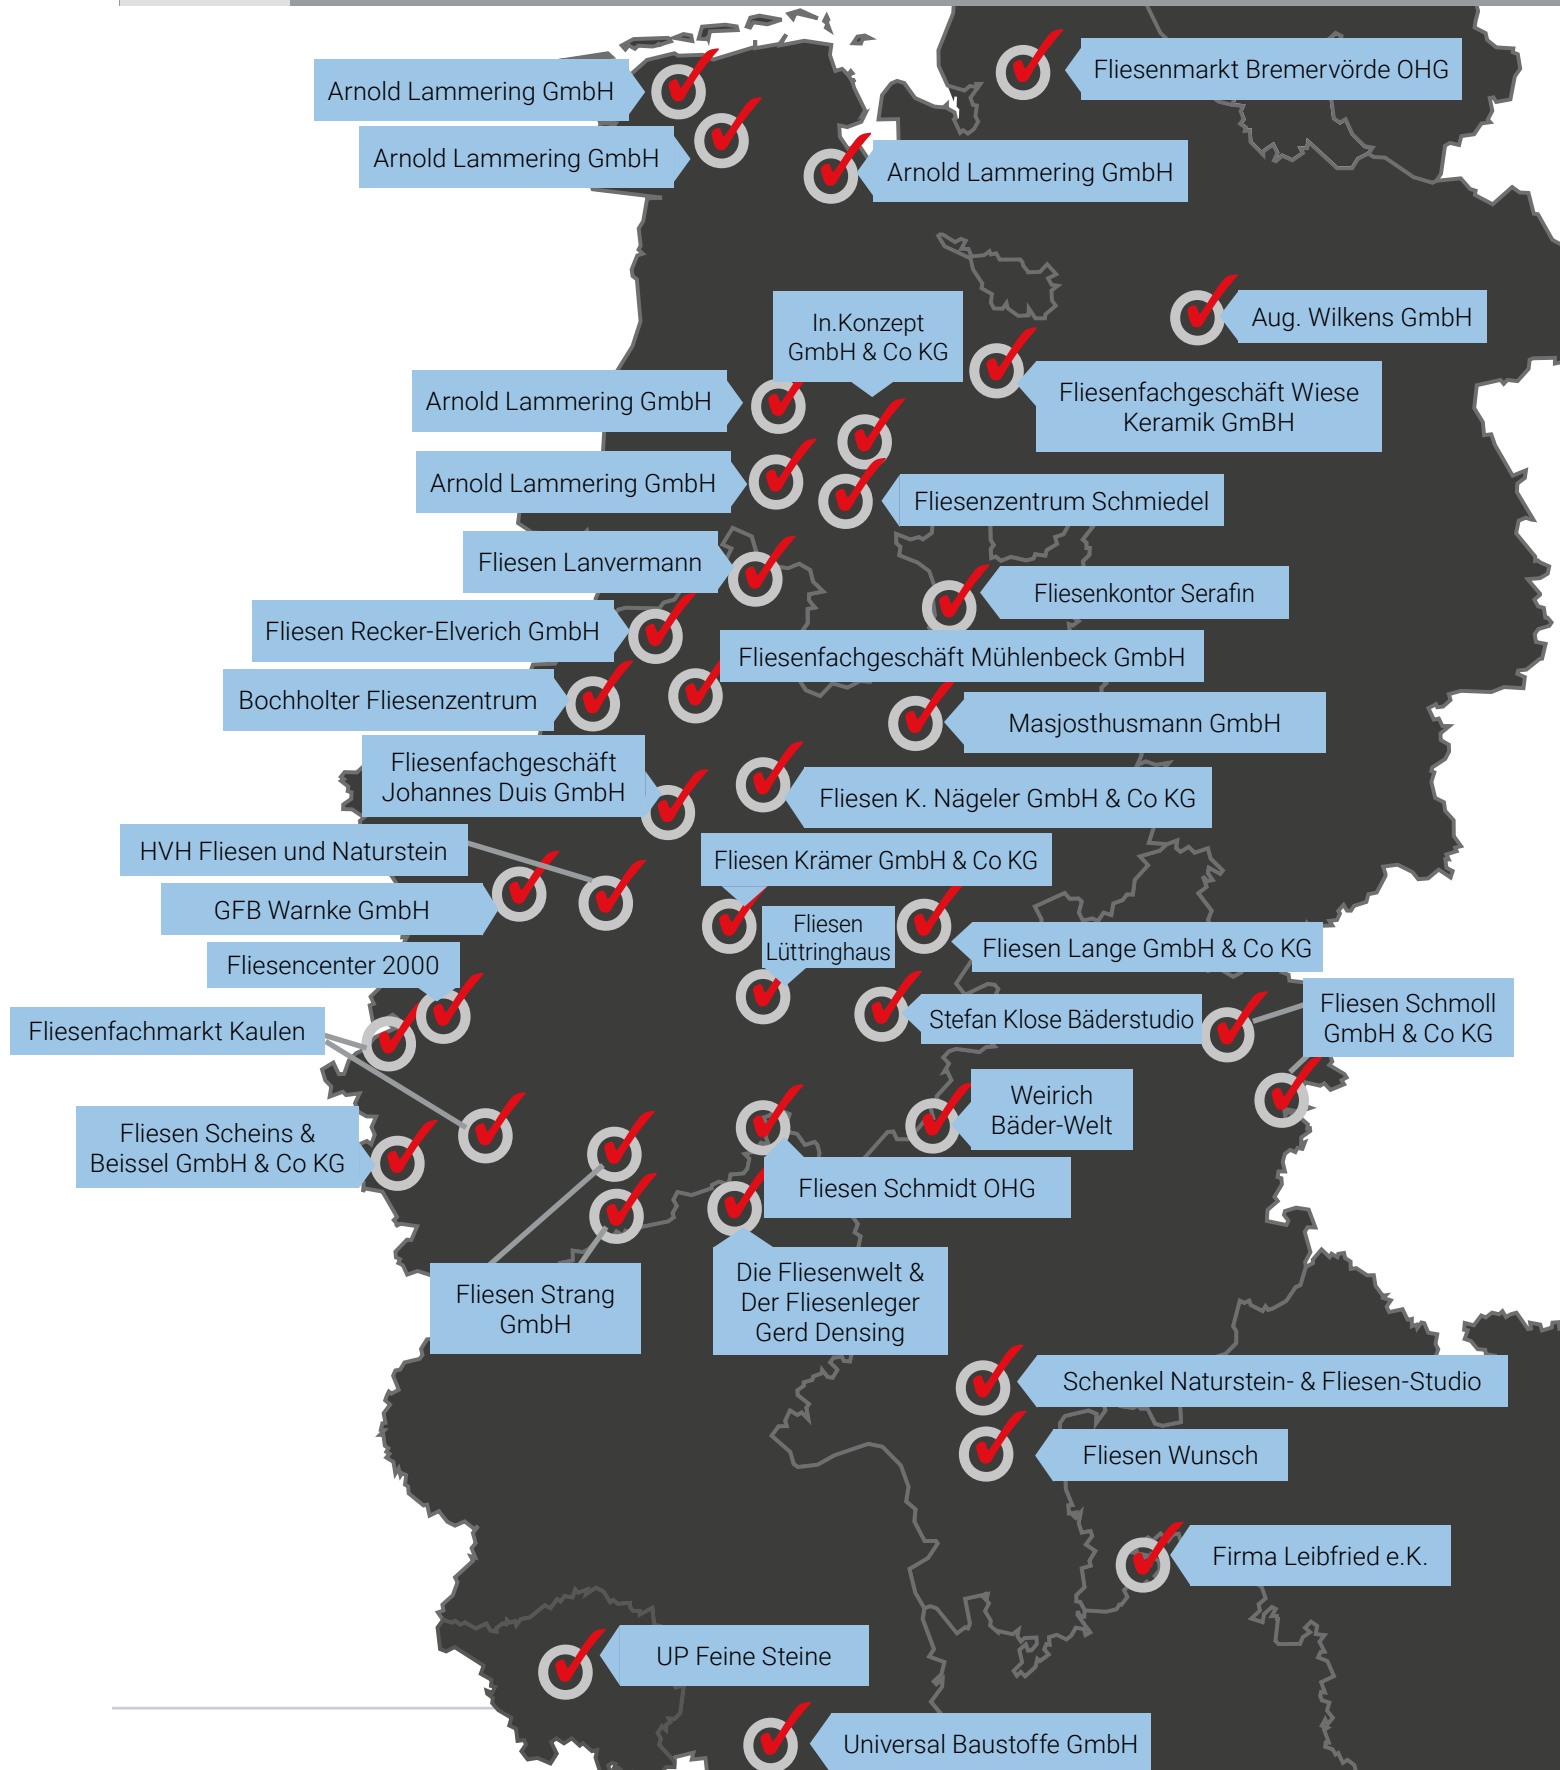 Fliesenmarkt Bremervörde OHG
Arnold Lammering GmbH
Arnold Lammering GmbH
Arnold Lammering GmbH
Aug. Wilkens GmbH
In.Konzept
GmbH & Co KG
Arnold Lammering GmbH
Fliesenfachgeschäft Wiese
Keramik GmBH
Arnold Lammering GmbH
Fliesenzentrum Schmiedel
Fliesen Lanvermann
Fliesenkontor Serafin
Fliesen Recker-Elverich GmbH
Fliesenfachgeschäft Mühlenbeck GmbH
Bochholter Fliesenzentrum
Masjosthusmann GmbH
Fliesenfachgeschäft
Johannes Duis GmbH
Fliesen K. Nägeler GmbH & Co KG
HVH Fliesen und Naturstein
Fliesen Krämer GmbH & Co KG
GFB Warnke GmbH
Fliesen
Lüttringhaus
Fliesen Lange GmbH & Co KG
Fliesencenter 2000
Fliesen Schmoll
GmbH & Co KG
Stefan Klose Bäderstudio
Fliesenfachmarkt Kaulen
Weirich
Bäder-Welt
Fliesen Scheins &
Beissel GmbH & Co KG
Fliesen Schmidt OHG
Fliesen Strang
GmbH
Die Fliesenwelt &
Der Fliesenleger
Gerd Densing
Schenkel Naturstein- & Fliesen-Studio
Fliesen Wunsch
Firma Leibfried e.K.
UP Feine Steine
Universal Baustoffe GmbH